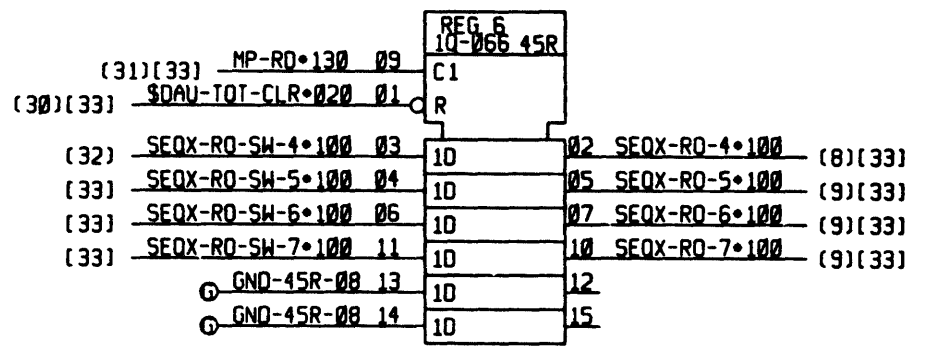 REG 6
10-066 45R
(31)[33] MP-RD•130 09 C1
(30)[33] $DAU-TOT-CLR•020 01 R
(32) SEQX-RO-SW-4•100 03 1D 02 SEQX-RO-4•100 (8)[33]
[33] SEQX-RO-SW-5•100 04 1D 05 SEQX-RO-5•100 (9)[33]
[33] SEQX-RO-SW-6•100 06 1D 07 SEQX-RO-6•100 (9)[33]
[33] SEQX-RO-SW-7•100 11 1D 10 SEQX-RO-7•100 (9)[33]
G GND-45R-08 13 1D 12
G GND-45R-08 14 1D 15